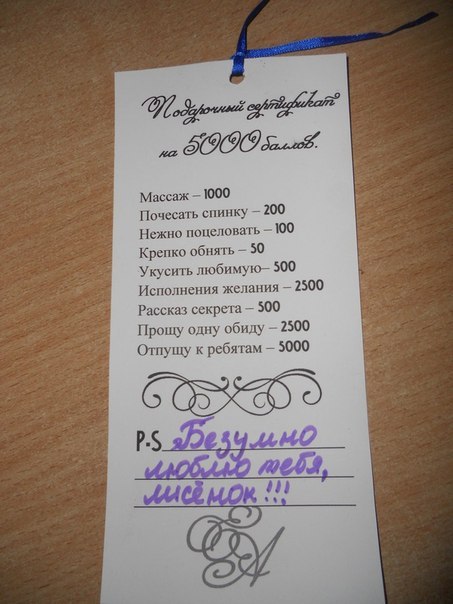 Подарочный сертификат
на 5000 баллов.
Массаж – 1000
Почесать спинку – 200
Нежно поцеловать – 100
Крепко обнять – 50
Укусить любимую– 500
Исполнения желания – 2500
Рассказ секрета – 500
Прощу одну обиду – 2500
Отпущу к ребятам – 5000
P-S Безумно
люблю тебя,
лисёнок!!!